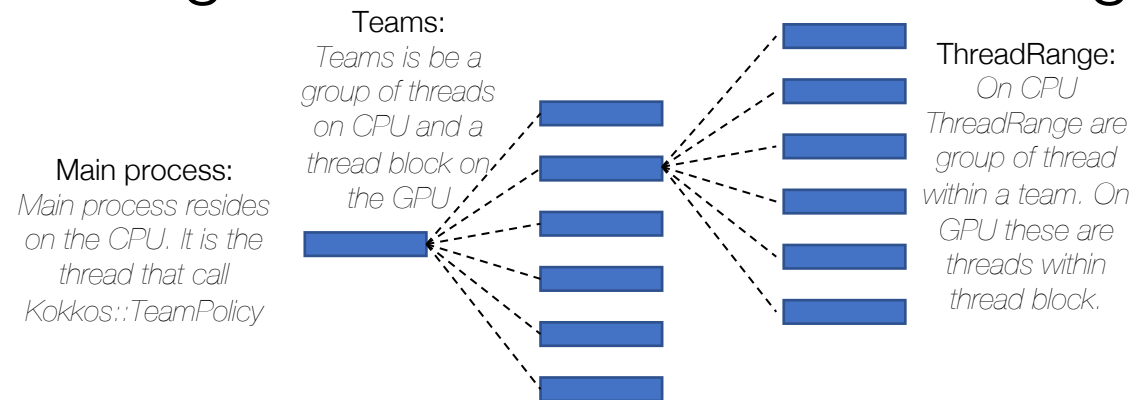 Main process:
Main process resides
on the CPU. It is the
thread that call
Kokkos::TeamPolicy
Teams:
Teams is be a
group of threads
on CPU and a
thread block on
the GPU
ThreadRange:
On CPU
ThreadRange are
group of thread
within a team. On
GPU these are
threads within
thread block.